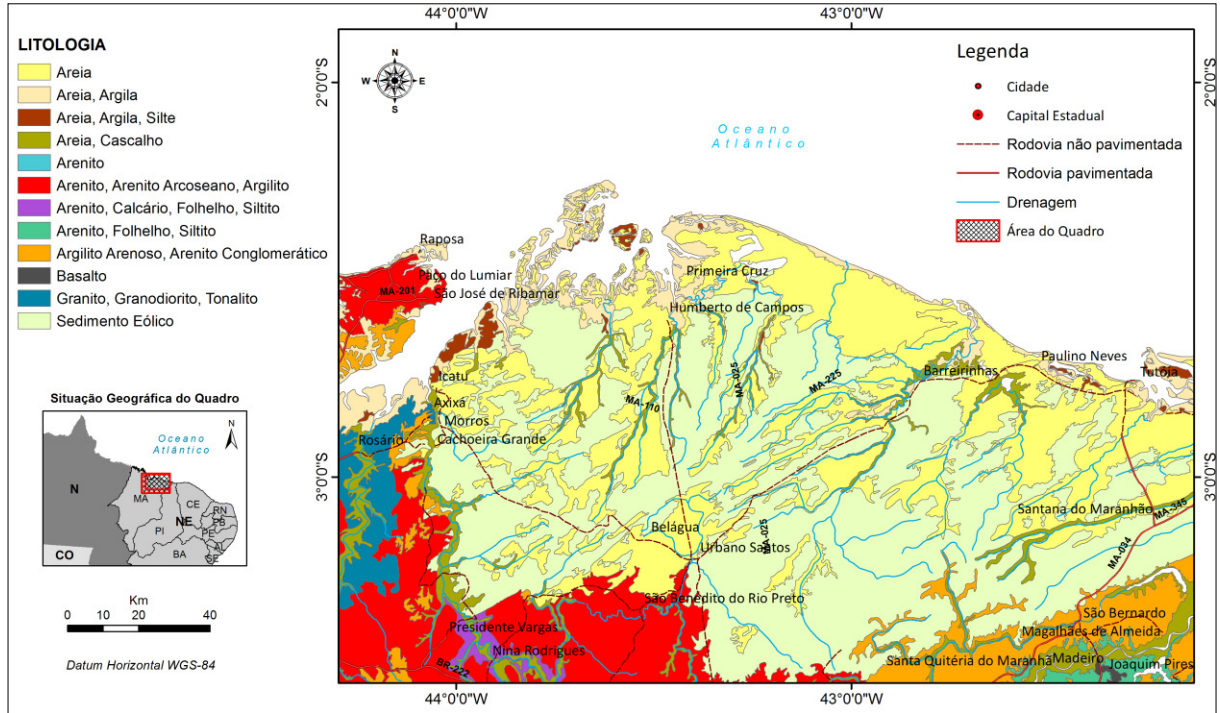 44°0'0"W
43°0'0"W
LITOLOGIA
Areia
Areia, Argila
Areia, Argila, Silte
Areia, Cascalho
Arenito
Arenito, Arenito Arcoseano, Argilito
Arenito, Calcário, Folhelho, Siltito
Arenito, Folhelho, Siltito
Argilito Arenoso, Arenito Conglomerático
Basalto
Granito, Granodiorito, Tonalito
Sedimento Eólico
Situação Geográfica do Quadro
N
Oceano
Atlântico
N
MA
CE
RN
PB
PI
NE
PE
AL
SE
BA
CO
Km
0 10 20 40
Datum Horizontal WGS-84
N
W E
S
Oceano
Atlântico
Legenda
Cidade
Capital Estadual
Rodovia não pavimentada
Rodovia pavimentada
Drenagem
Área do Quadro
2°0'0"S
2°0'0"S
Raposa
Paço do Lumiar
MA-201
São José de Ribamar
Primeira Cruz
Humberto de Campos
Paulino Neves
Tutóia
Barreirinhas
MA-225
MA-025
MA-110
Icatu
Axixá
Morros
Rosário
Cachoeira Grande
3°0'0"S
3°0'0"S
Santana do Maranhão
MA-345
MA-034
Belágua
MA-025
Urbano Santos
São Benedito do Rio Preto
São Bernardo
Presidente Vargas
Magalhães de Almeida
Nina Rodrigues
BR-222
Santa Quitéria do Maranhã
Madeiro
Joaquim Pires
44°0'0"W
43°0'0"W